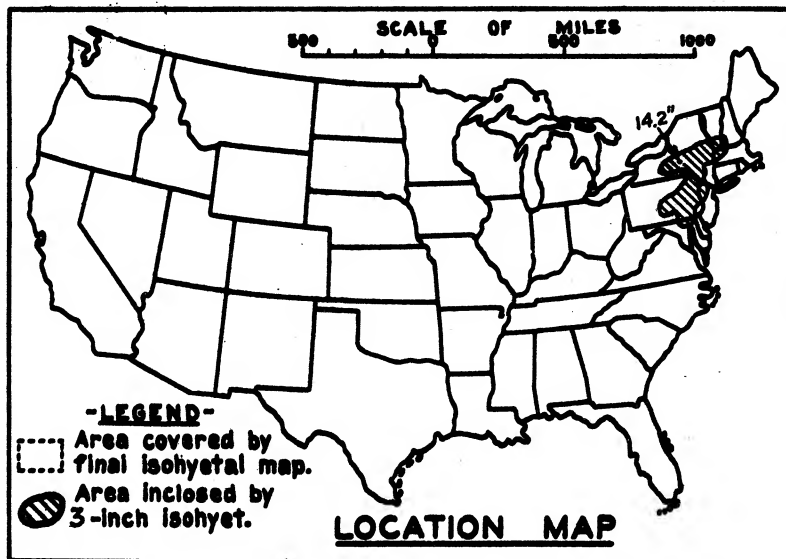 SCALE OF MILES
500 0 500 1000
14.2"
-LEGEND-
Area covered by
final isohyetal map.
Area inclosed by
3-inch isohyet.
LOCATION MAP